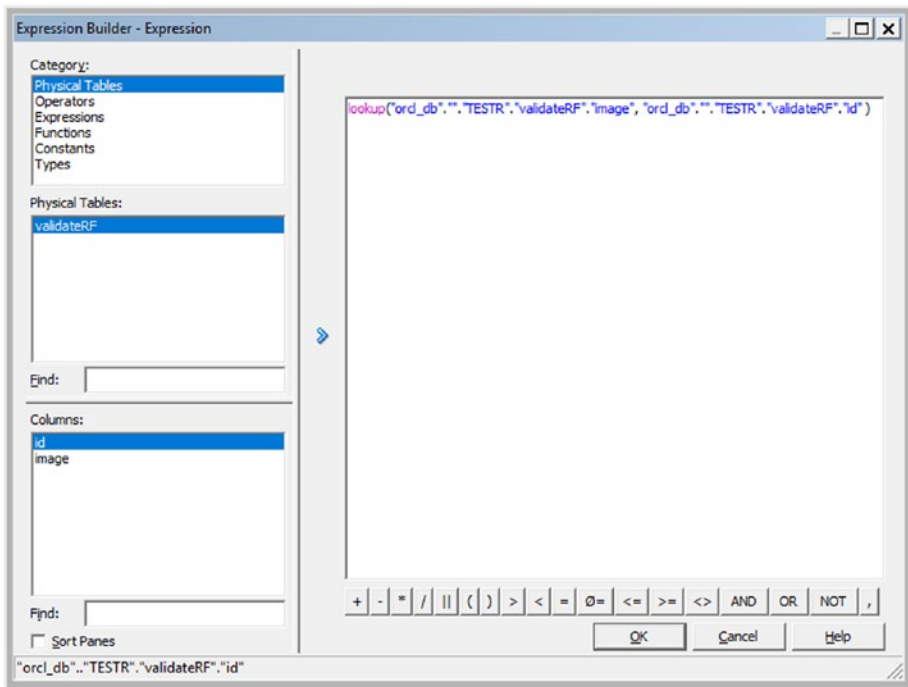 Expression Builder - Expression
Category:
Physical Tables
Operators
Expressions
Functions
Constants
Types
Physical Tables:
validateRF
Find:
Columns:
id
image
Find:
Sort Panes
lookup("orcl_db"."".“TESTR"."validateRF"."image", "orcl_db"."".“TESTR"."validateRF"."id" )
+ - * / || ( ) > < = Ø= <= >= <> AND OR NOT ,
OK Cancel Help
"orcl_db".."TESTR"."validateRF"."id"